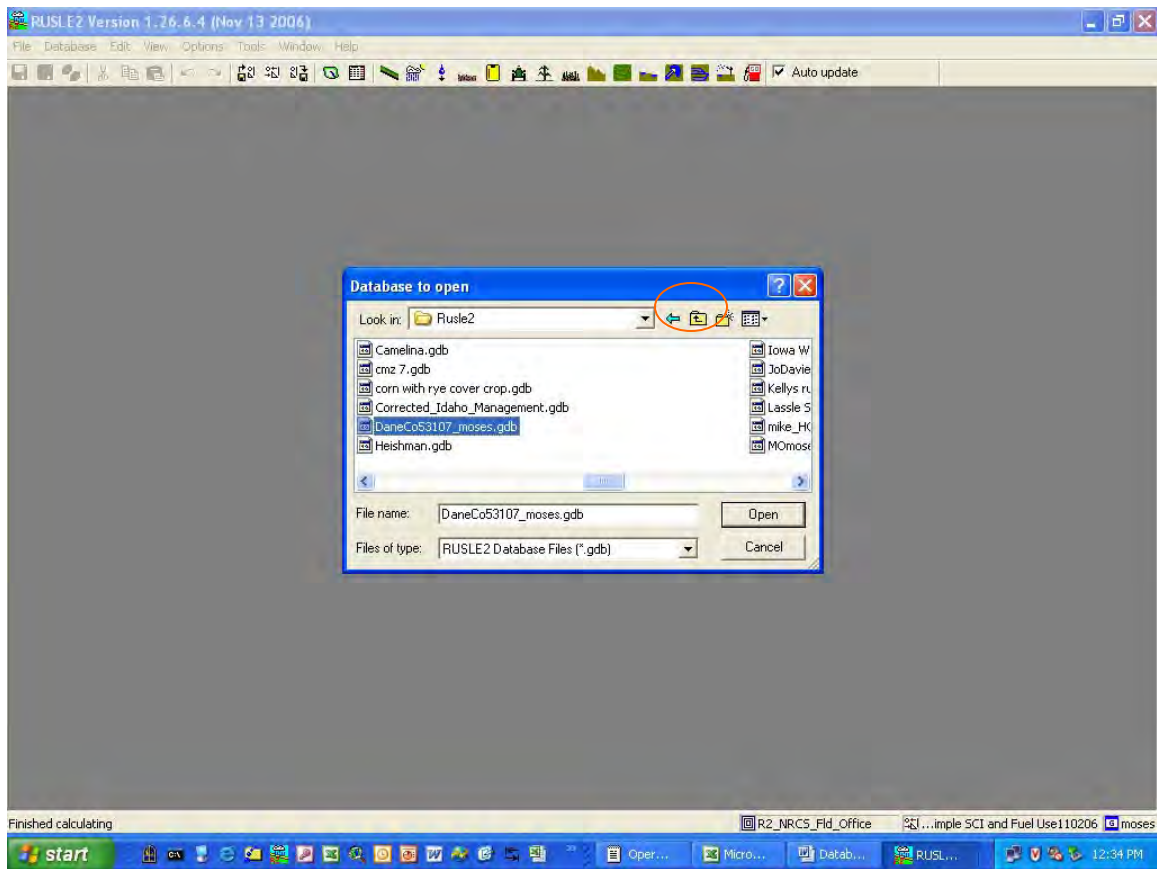 RUSLE2 Version 1.26.6.4 (Nov 13 2006)
File Database Edit View Options Tools Window Help
Auto update
Database to open
Look in: Rusle2
Camelina.gdb
cmz 7.gdb
corn with rye cover crop.gdb
Corrected_Idaho_Management.gdb
DaneCo53107_moses.gdb
Heishman.gdb
Iowa W
JoDavie
Kellys ru
Lassle S
mike_HC
MOmose
File name: DaneCo53107_moses.gdb Open
Files of type: RUSLE2 Database Files (*.gdb) Cancel
Finished calculating R2_NRCS_Fld_Office ...imple SCI and Fuel Use110206 moses
start Oper... Micro... Datab... RUSL... 12:34 PM